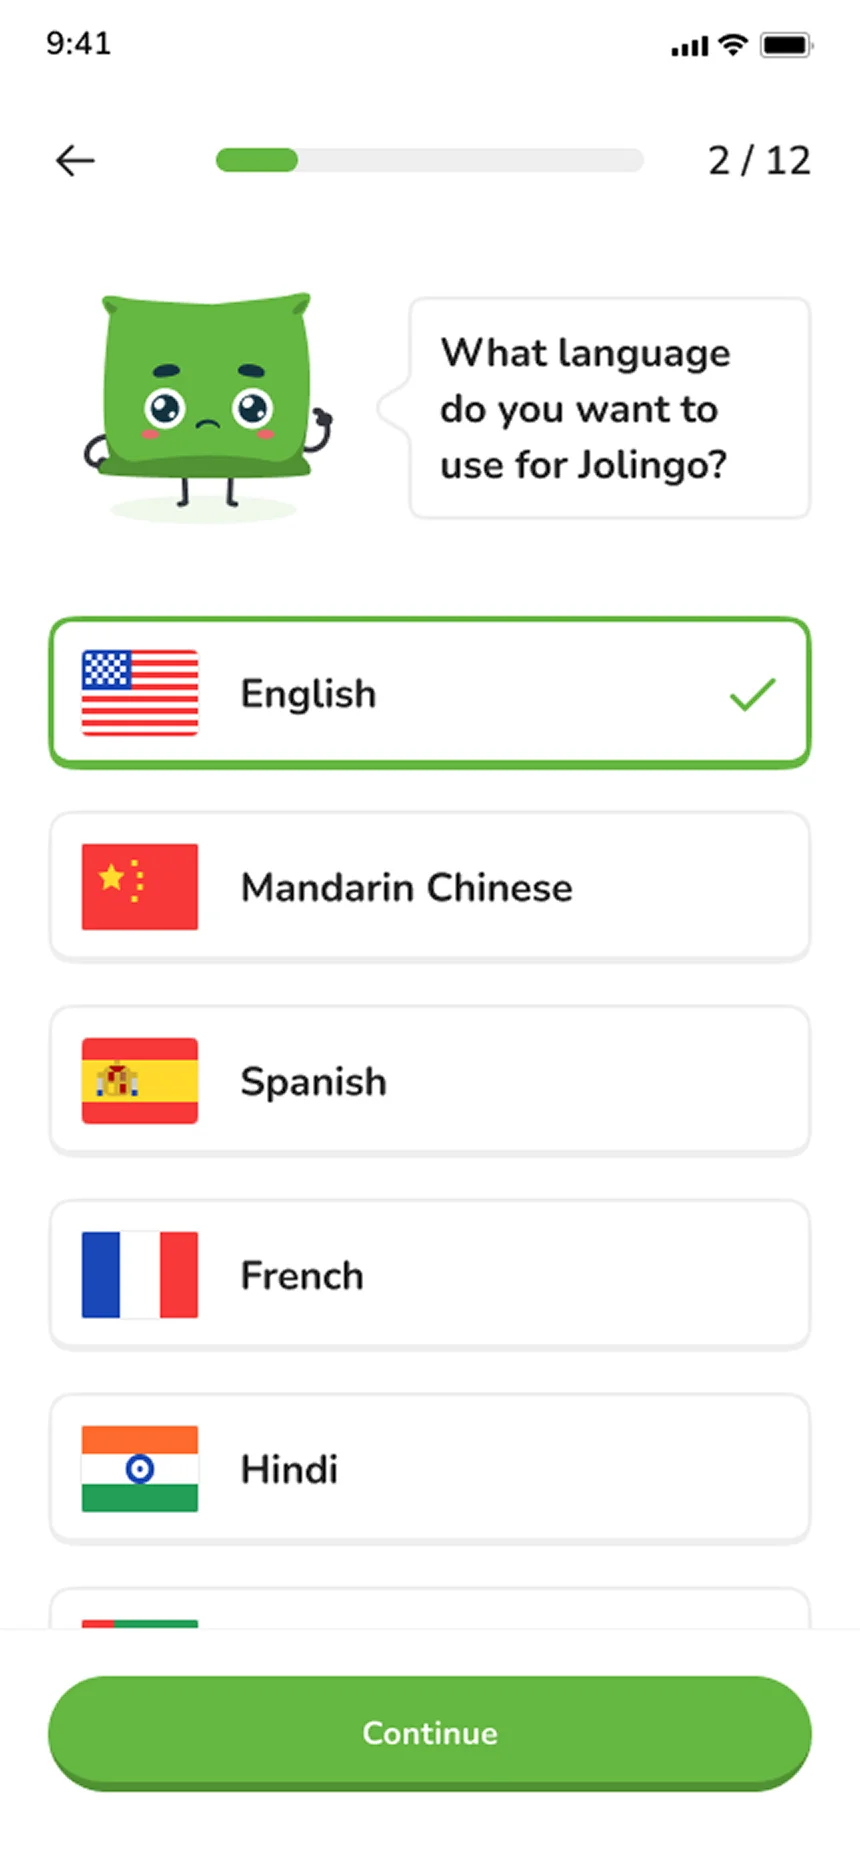 9:41
2 / 12
What language
do you want to
use for Jolingo?
English
Mandarin Chinese
Spanish
French
Hindi
Continue